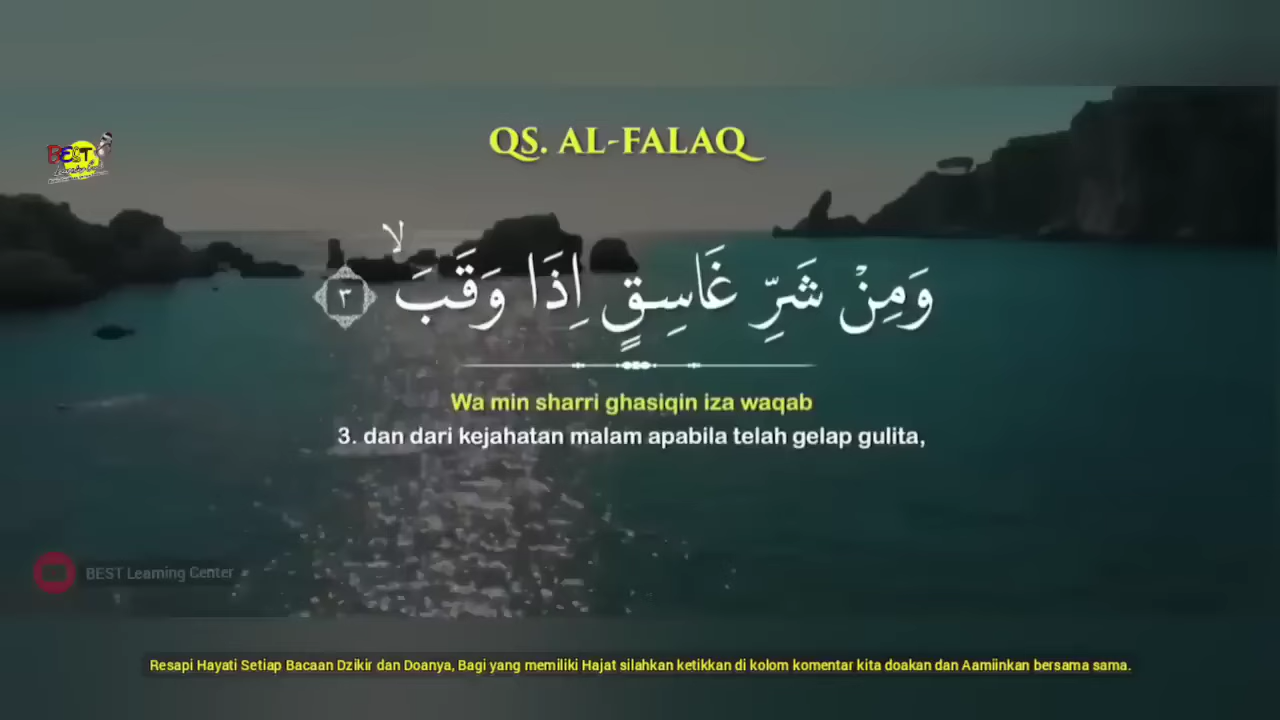 QS. AL-FALAQ
BEST
وَمِنْ شَرِّ غَاسِقٍ اِذَا وَقَبَۙ ٣
Wa min sharri ghasiqin iza waqab
3. dan dari kejahatan malam apabila telah gelap gulita,
BEST Learning Center
Resapi Hayati Setiap Bacaan Dzikir dan Doanya, Bagi yang memiliki Hajat silahkan ketikkan di kolom komentar kita doakan dan Aamiinkan bersama sama.